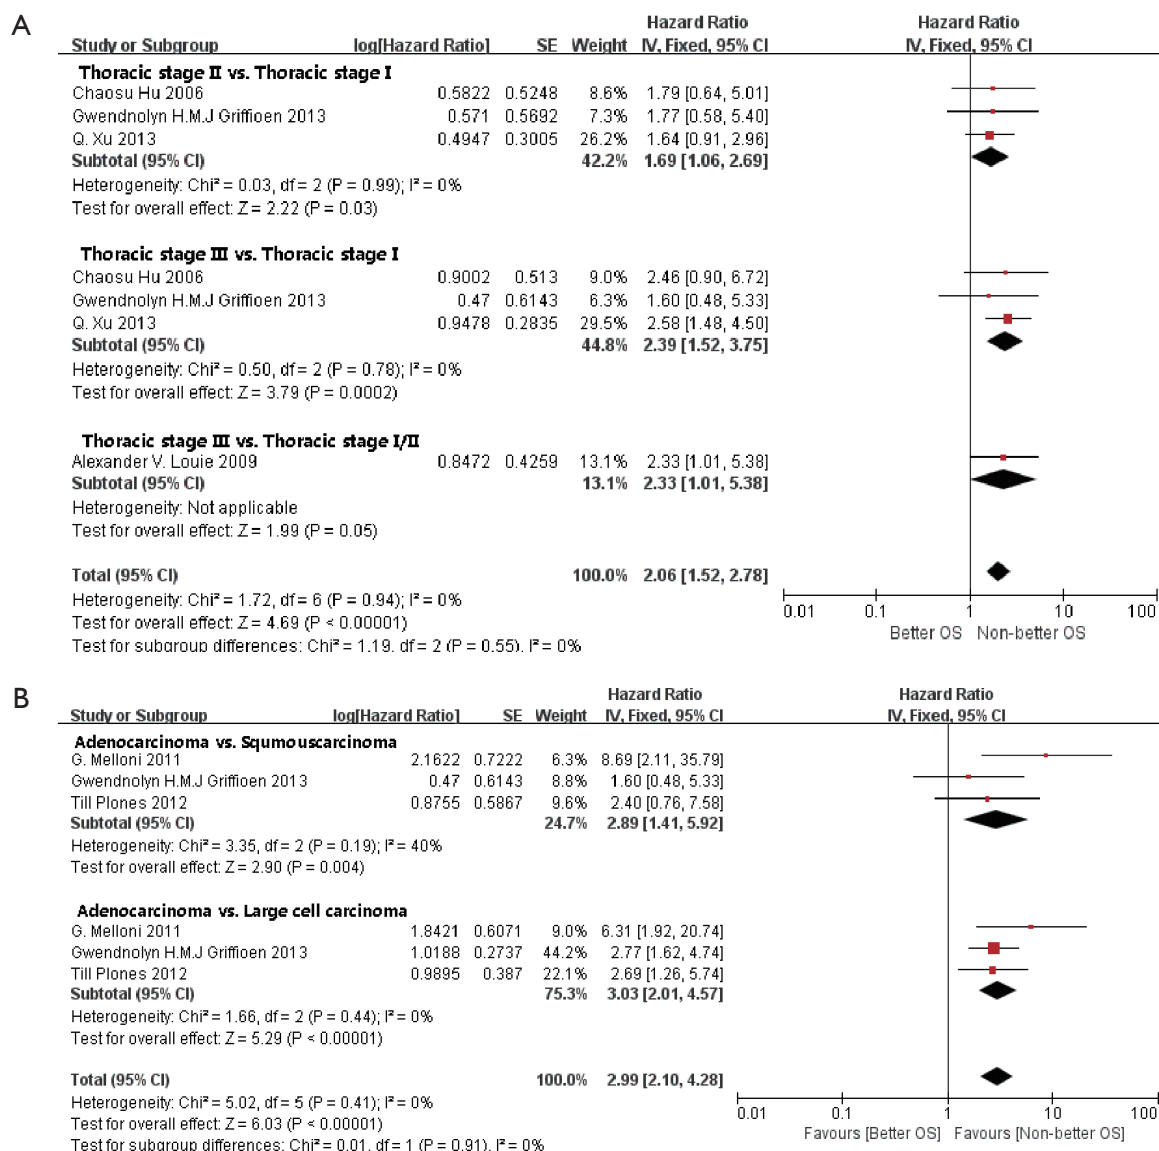 A
Hazard Ratio Hazard Ratio
Study or Subgroup log[Hazard Ratio] SE Weight IV, Fixed, 95% CI IV, Fixed, 95% CI
Thoracic stage II vs. Thoracic stage I
Chaosu Hu 2006 0.5822 0.5248 8.6% 1.79 [0.64, 5.01]
Gwendnolyn H.M.J Griffioen 2013 0.571 0.5692 7.3% 1.77 [0.58, 5.40]
Q. Xu 2013 0.4947 0.3005 26.2% 1.64 [0.91, 2.96]
Subtotal (95% CI) 42.2% 1.69 [1.06, 2.69]
Heterogeneity: Chi² = 0.03, df = 2 (P = 0.99); I² = 0%
Test for overall effect: Z = 2.22 (P = 0.03)
Thoracic stage III vs. Thoracic stage I
Chaosu Hu 2006 0.9002 0.513 9.0% 2.46 [0.90, 6.72]
Gwendnolyn H.M.J Griffioen 2013 0.47 0.6143 6.3% 1.60 [0.48, 5.33]
Q. Xu 2013 0.9478 0.2835 29.5% 2.58 [1.48, 4.50]
Subtotal (95% CI) 44.8% 2.39 [1.52, 3.75]
Heterogeneity: Chi² = 0.50, df = 2 (P = 0.78); I² = 0%
Test for overall effect: Z = 3.79 (P = 0.0002)
Thoracic stage III vs. Thoracic stage I/II
Alexander V. Louie 2009 0.8472 0.4259 13.1% 2.33 [1.01, 5.38]
Subtotal (95% CI) 13.1% 2.33 [1.01, 5.38]
Heterogeneity: Not applicable
Test for overall effect: Z = 1.99 (P = 0.05)
Total (95% CI) 100.0% 2.06 [1.52, 2.78]
Heterogeneity: Chi² = 1.72, df = 6 (P = 0.94); I² = 0%
Test for overall effect: Z = 4.69 (P < 0.00001)
Test for subgroup differences: Chi² = 1.19, df = 2 (P = 0.55), I² = 0%
0.01 0.1 1 10 100
Better OS Non-better OS
B
Hazard Ratio Hazard Ratio
Study or Subgroup log[Hazard Ratio] SE Weight IV, Fixed, 95% CI IV, Fixed, 95% CI
Adenocarcinoma vs. Squmouscarcinoma
G. Melloni 2011 2.1622 0.7222 6.3% 8.69 [2.11, 35.79]
Gwendnolyn H.M.J Griffioen 2013 0.47 0.6143 8.8% 1.60 [0.48, 5.33]
Till Plones 2012 0.8755 0.5867 9.6% 2.40 [0.76, 7.58]
Subtotal (95% CI) 24.7% 2.89 [1.41, 5.92]
Heterogeneity: Chi² = 3.35, df = 2 (P = 0.19); I² = 40%
Test for overall effect: Z = 2.90 (P = 0.004)
Adenocarcinoma vs. Large cell carcinoma
G. Melloni 2011 1.8421 0.6071 9.0% 6.31 [1.92, 20.74]
Gwendnolyn H.M.J Griffioen 2013 1.0188 0.2737 44.2% 2.77 [1.62, 4.74]
Till Plones 2012 0.9895 0.387 22.1% 2.69 [1.26, 5.74]
Subtotal (95% CI) 75.3% 3.03 [2.01, 4.57]
Heterogeneity: Chi² = 1.66, df = 2 (P = 0.44); I² = 0%
Test for overall effect: Z = 5.29 (P < 0.00001)
Total (95% CI) 100.0% 2.99 [2.10, 4.28]
Heterogeneity: Chi² = 5.02, df = 5 (P = 0.41); I² = 0%
Test for overall effect: Z = 6.03 (P < 0.00001)
Test for subgroup differences: Chi² = 0.01, df = 1 (P = 0.91), I² = 0%
0.01 0.1 1 10 100
Favours [Better OS] Favours [Non-better OS]